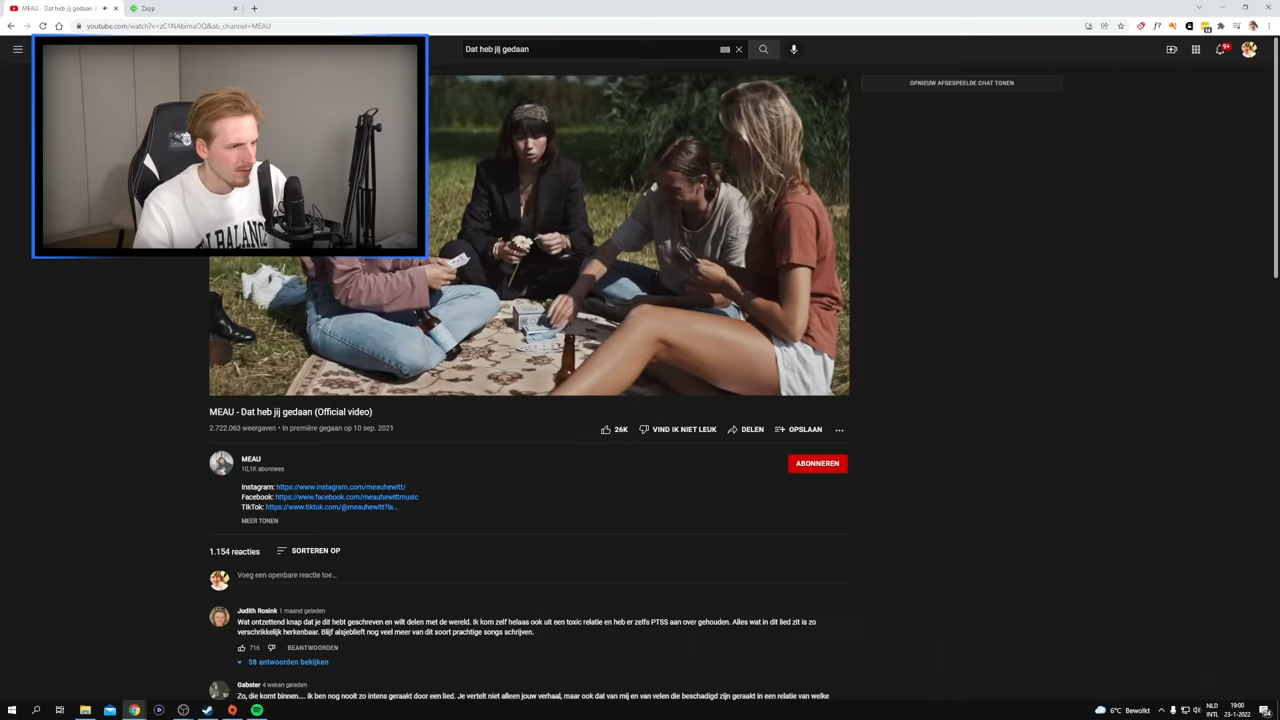 MEAU - Dat heb jij gedaan (
Zapp
youtube.com/watch?v=zC1NAbimaOQ&ab_channel=MEAU
Dat heb jij gedaan
9+
OPNIEUW AFGESPEELDE CHAT TONEN
MEAU - Dat heb jij gedaan (Official video)
2.722.063 weergaven • In première gegaan op 10 sep. 2021
26K
VIND IK NIET LEUK
DELEN
OPSLAAN
MEAU
10,1K abonnees
ABONNEREN
Instagram: https://www.instagram.com/meauhewitt/
Facebook: https://www.facebook.com/meauhewittmusic
TikTok: https://www.tiktok.com/@meauhewitt?la...
MEER TONEN
1.154 reacties
SORTEREN OP
Voeg een openbare reactie toe...
Judith Rosink 1 maand geleden
Wat ontzettend knap dat je dit hebt geschreven en wilt delen met de wereld. Ik kom zelf helaas ook uit een toxic relatie en heb er zelfs PTSS aan over gehouden. Alles wat in dit lied zit is zo
verschrikkelijk herkenbaar. Blijf alsjeblieft nog veel meer van dit soort prachtige songs schrijven.
716
BEANTWOORDEN
58 antwoorden bekijken
Gabster 4 weken geleden
Zo, die komt binnen.... ik ben nog nooit zo intens geraakt door een lied. Je vertelt niet alleen jouw verhaal, maar ook dat van mij en van velen die beschadigd zijn geraakt in een relatie van welke
6°C Bewolkt
NLD
INTL
19:00
23-1-2022